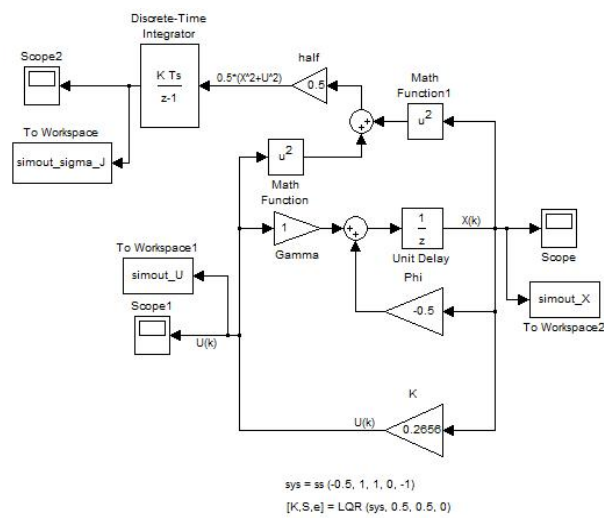 Discrete-Time
Integrator
Scope2
K Ts
z-1
0.5*(X^2+U^2)
half
0.5
Math
Function1
u2
To Workspace
simout_sigma_J
u2
Math
Function
1
Gamma
1
z
Unit Delay
X(k)
Scope
To Workspace1
simout_U
Phi
-0.5
simout_X
To Workspace2
Scope1
U(k)
K
0.2656
U(k)
sys = ss (-0.5, 1, 1, 0, -1)
[K,S,e] = LQR (sys, 0.5, 0.5, 0)